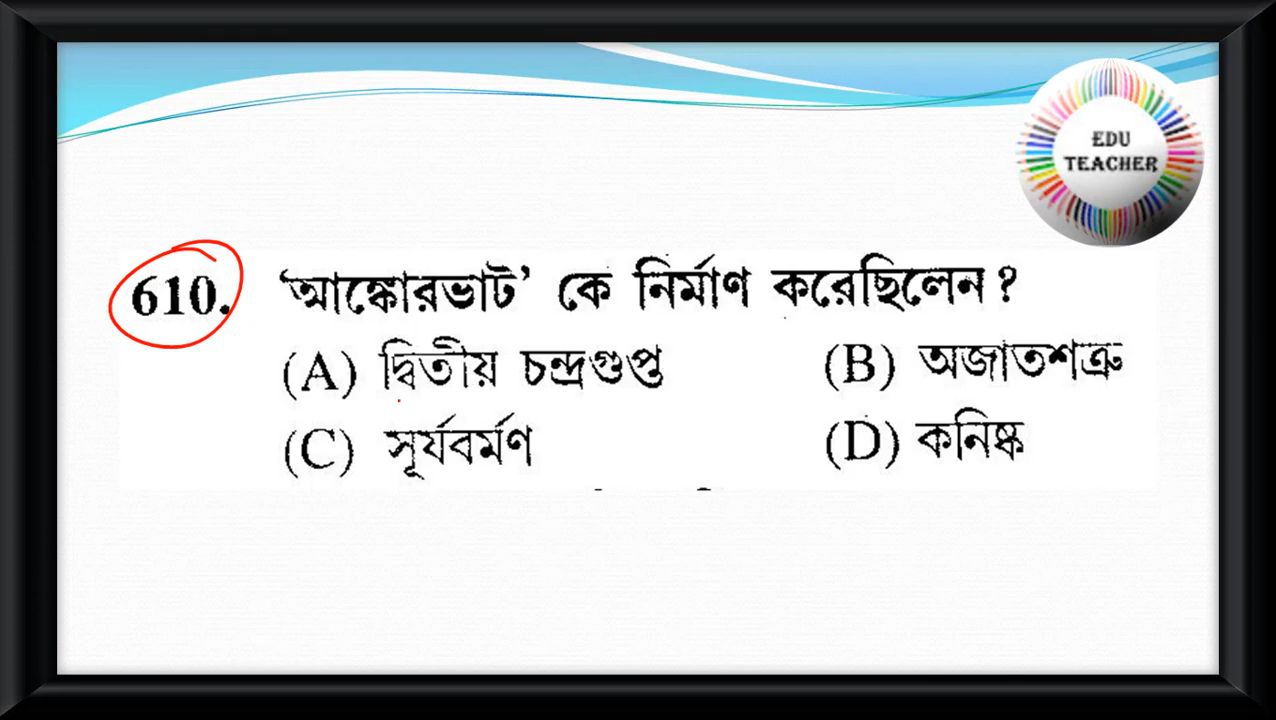 EDU
TEACHER
610. 'আঙ্কোরভাট' কে নির্মাণ করেছিলেন?
(A) দ্বিতীয় চন্দ্রগুপ্ত (B) অজাতশত্রু
(C) সূর্যবর্মণ (D) কনিষ্ক